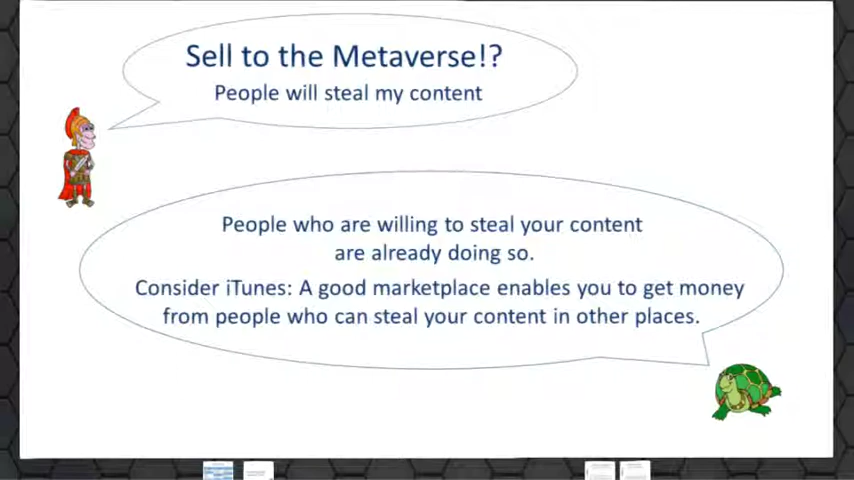 Sell to the Metaverse!?
People will steal my content
People who are willing to steal your content
are already doing so.
Consider iTunes: A good marketplace enables you to get money
from people who can steal your content in other places.